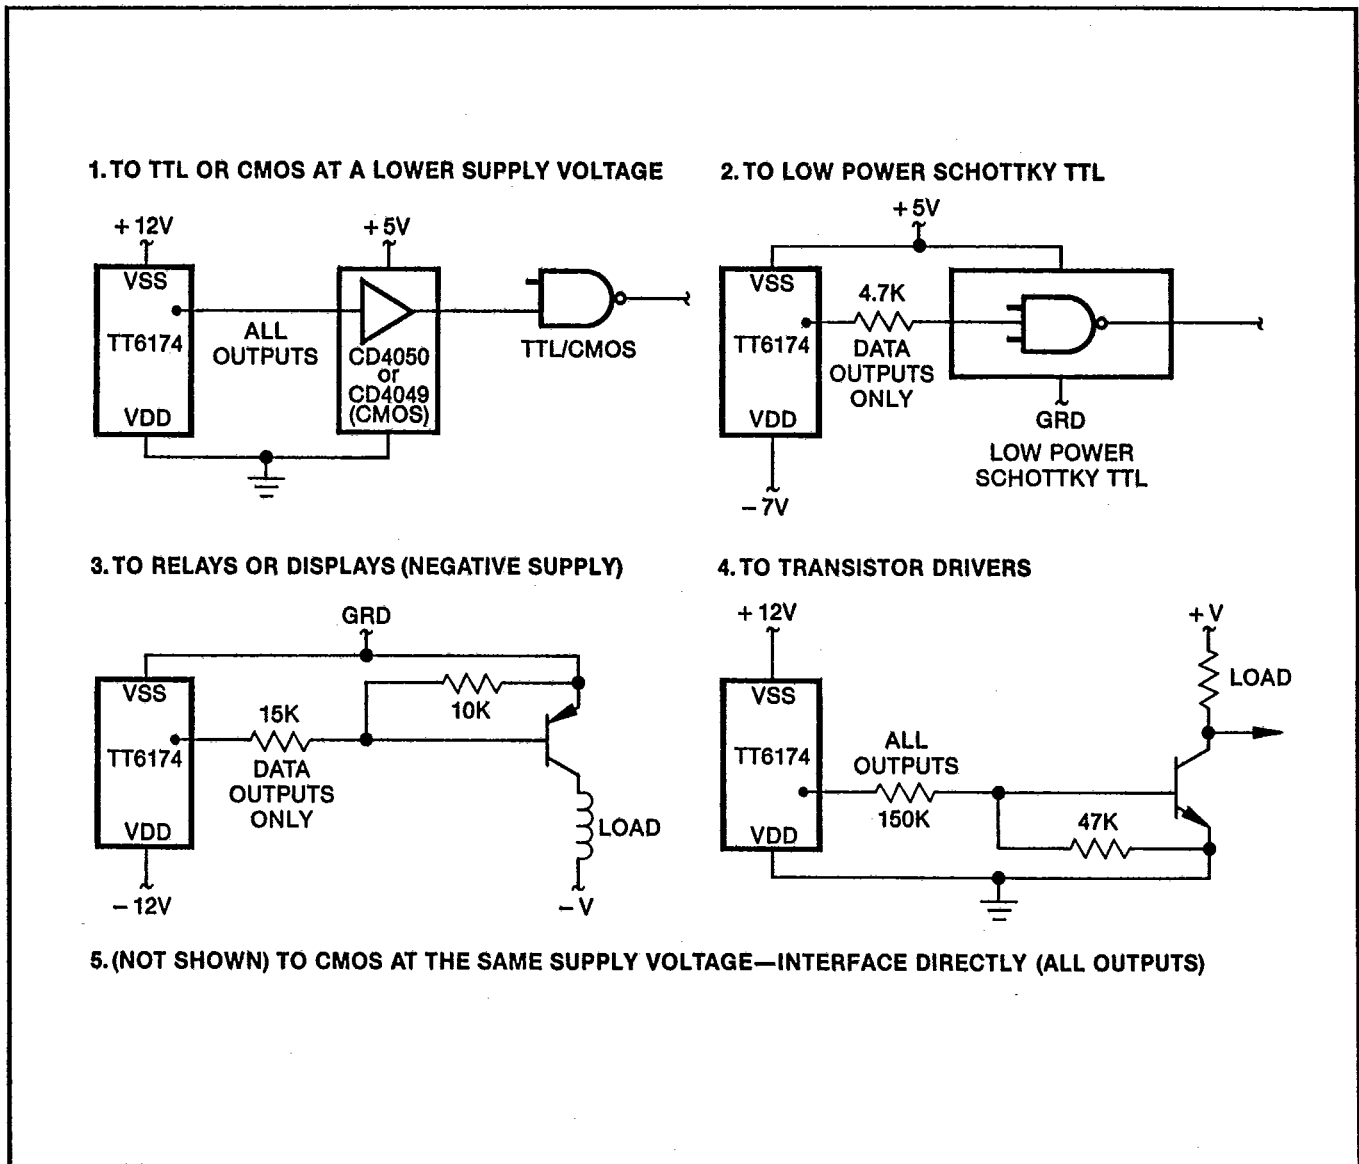 1. TO TTL OR CMOS AT A LOWER SUPPLY VOLTAGE
+12V
+5V
VSS
TT6174
VDD
ALL
OUTPUTS
CD4050
or
CD4049
(CMOS)
TTL/CMOS
2. TO LOW POWER SCHOTTKY TTL
+5V
VSS
TT6174
VDD
4.7K
DATA
OUTPUTS
ONLY
GRD
LOW POWER
SCHOTTKY TTL
–7V
3. TO RELAYS OR DISPLAYS (NEGATIVE SUPPLY)
GRD
VSS
TT6174
VDD
15K
DATA
OUTPUTS
ONLY
10K
LOAD
–12V
–V
4. TO TRANSISTOR DRIVERS
+12V
+V
VSS
TT6174
VDD
ALL
OUTPUTS
150K
47K
LOAD
5. (NOT SHOWN) TO CMOS AT THE SAME SUPPLY VOLTAGE—INTERFACE DIRECTLY (ALL OUTPUTS)